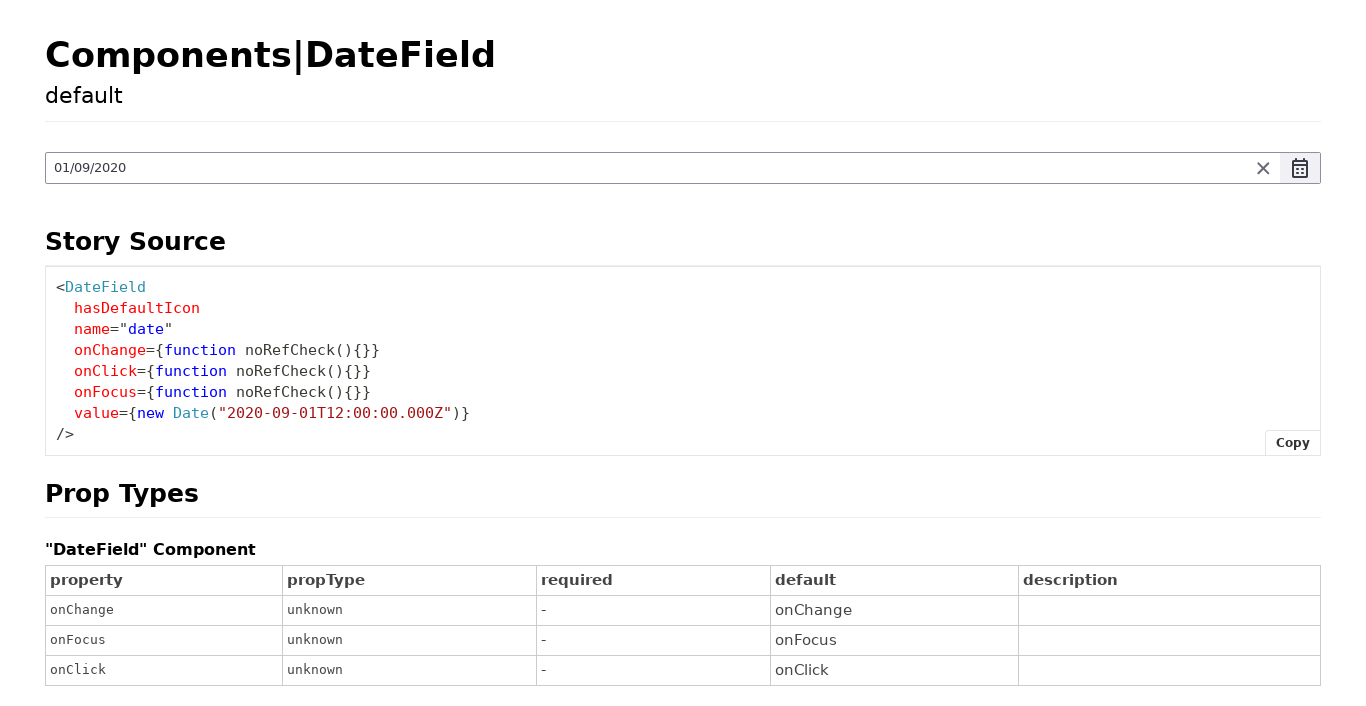 Components|DateField
default
01/09/2020
Story Source
<DateField
  hasDefaultIcon
  name="date"
  onChange={function noRefCheck(){}}
  onClick={function noRefCheck(){}}
  onFocus={function noRefCheck(){}}
  value={new Date("2020-09-01T12:00:00.000Z")}
/>
Copy
Prop Types
"DateField" Component
property propType required default description
onChange unknown - onChange
onFocus unknown - onFocus
onClick unknown - onClick